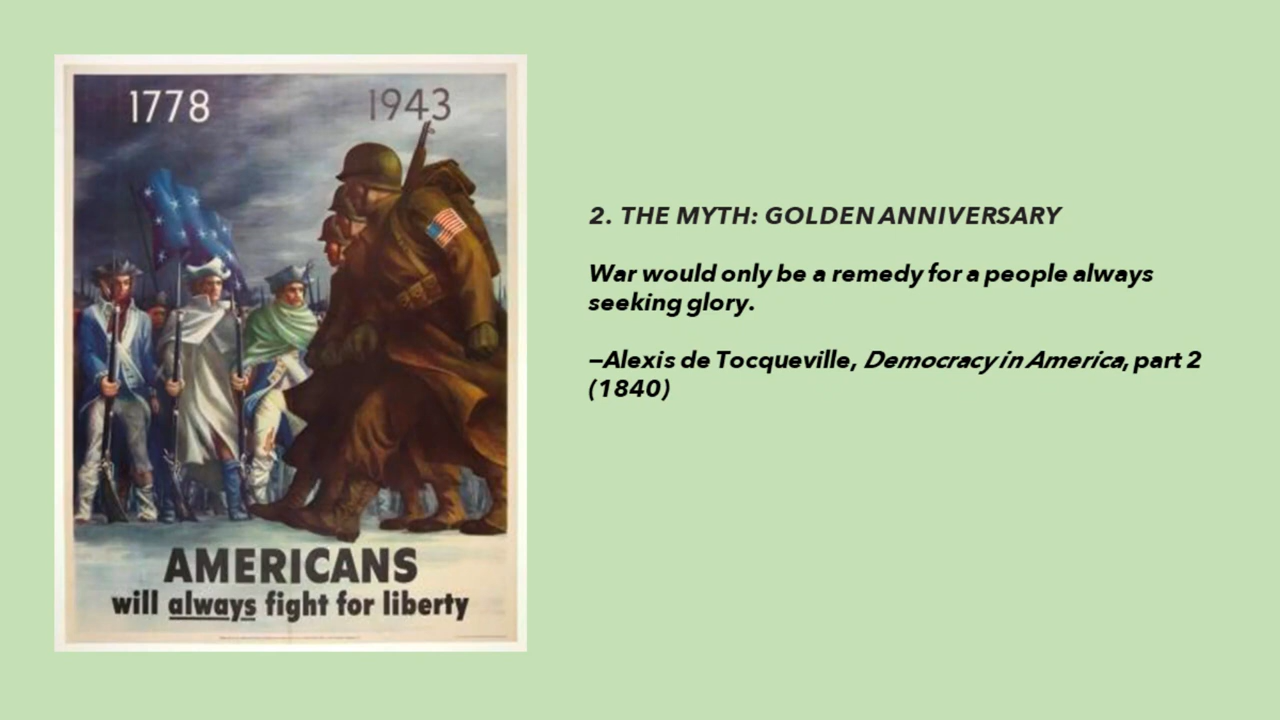 1778 1943
AMERICANS
will always fight for liberty
2. THE MYTH: GOLDEN ANNIVERSARY
War would only be a remedy for a people always
seeking glory.
—Alexis de Tocqueville, Democracy in America, part 2
(1840)